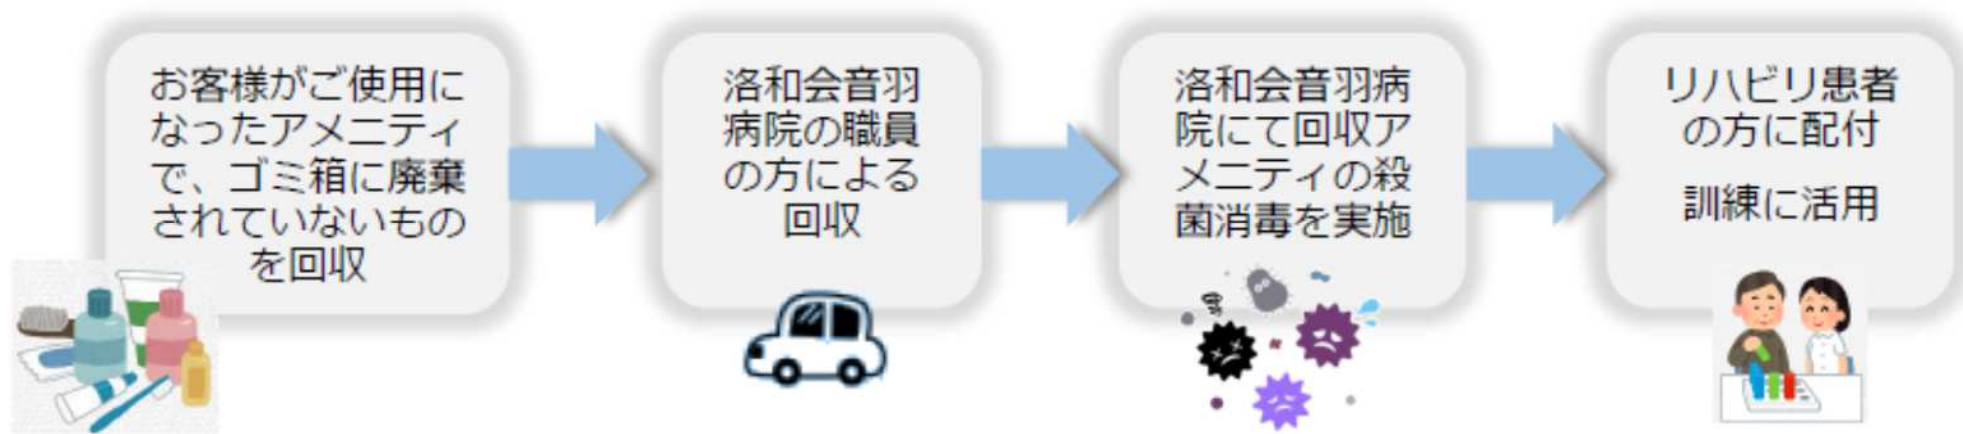 お客様がご使用に
なったアメニティ
で、ゴミ箱に廃棄
されていないもの
を回収
洛和会音羽
病院の職員
の方による
回収
洛和会音羽病
院にて回収ア
メニティの殺
菌消毒を実施
リハビリ患者
の方に配付
訓練に活用